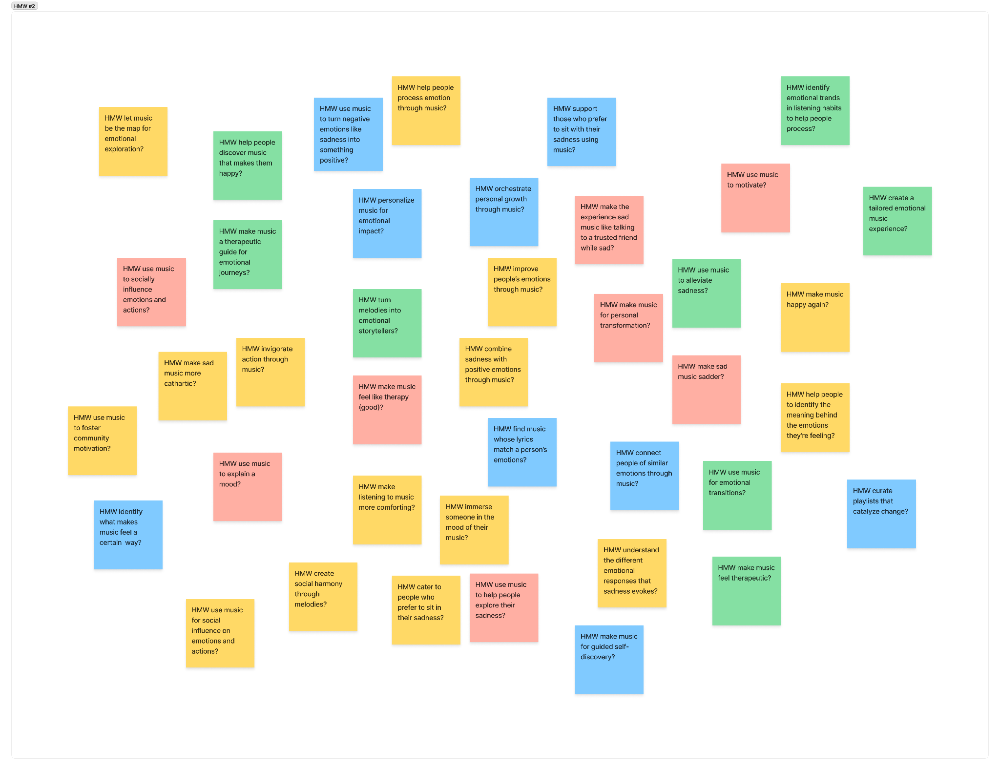 HMW #2
HMW let music
be the map for
emotional
exploration?
HMW help people
discover music
that makes them
happy?
HMW use music
to turn negative
emotions like
sadness into
something
positive?
HMW help people
process emotion
through music?
HMW support
those who prefer
to sit with their
sadness using
music?
HMW identify
emotional trends
in listening habits
to help people
process?
HMW use music
to motivate?
HMW create a
tailored emotional
music
experience?
HMW personalize
music for
emotional
impact?
HMW orchestrate
personal growth
through music?
HMW make the
experience sad
music like talking
to a trusted friend
while sad?
HMW make music
a therapeutic
guide for
emotional
journeys?
HMW use music
to socially
influence
emotions and
actions?
HMW improve
people's emotions
through music?
HMW use music
to alleviate
sadness?
HMW make music
happy again?
HMW turn
melodies into
emotional
storytellers?
HMW make music
for personal
transformation?
HMW invigorate
action through
music?
HMW make sad
music more
cathartic?
HMW combine
sadness with
positive emotions
through music?
HMW make sad
music sadder?
HMW make music
feel like therapy
(good)?
HMW help people
to identify the
meaning behind
the emotions
they're feeling?
HMW use music
to foster
community
motivation?
HMW find music
whose lyrics
match a person's
emotions?
HMW use music
to explain a
mood?
HMW connect
people of similar
emotions through
music?
HMW use music
for emotional
transitions?
HMW make
listening to music
more comforting?
HMW curate
playlists that
catalyze change?
HMW identify
what makes
music feel a
certain  way?
HMW immerse
someone in the
mood of their
music?
HMW understand
the different
emotional
responses that
sadness evokes?
HMW make music
feel therapeutic?
HMW create
social harmony
through
melodies?
HMW cater to
people who
prefer to sit in
their sadness?
HMW use music
to help people
explore their
sadness?
HMW use music
for social
influence on
emotions and
actions?
HMW make music
for guided self-
discovery?